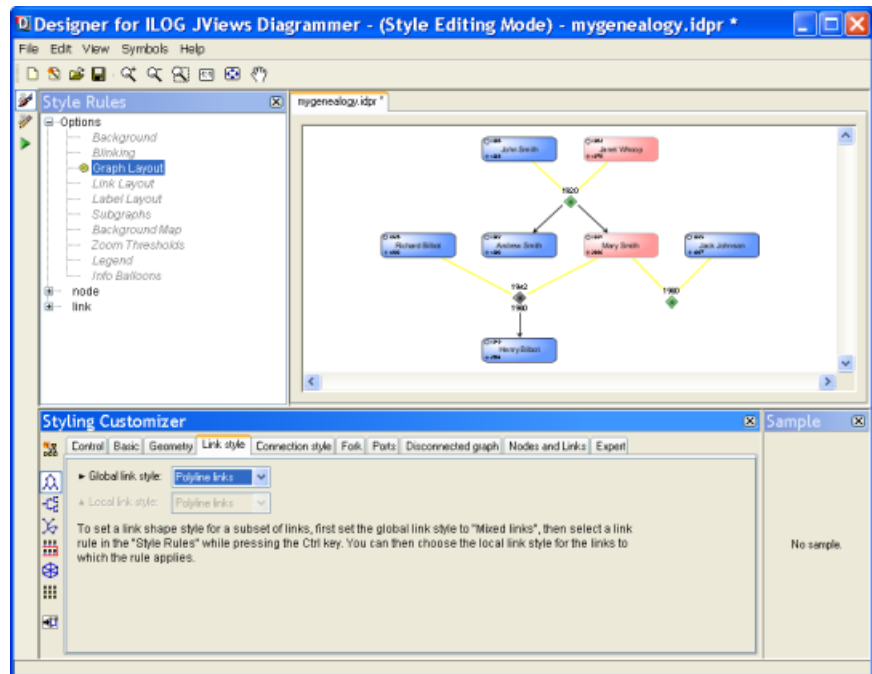 Designer for ILOG JViews Diagrammer - (Style Editing Mode) - mygenealogy.idpr *
File Edit View Symbols Help
Style Rules
mygenealogy.idpr *
Options
Background
Blinking
Graph Layout
Link Layout
Label Layout
Subgraphs
Background Map
Zoom Thresholds
Legend
Info Balloons
node
link
John Smith
Janet Whong
1920
Richard Bilbot
Andrew Smith
Mary Smith
Jack Johnson
1942
1960
1980
Henry Bilbot
Styling Customizer
Sample
Control Basic Geometry Link style Connection style Fork Ports Disconnected graph Nodes and Links Expert
Global link style: Polyline links
Local link style: Polyline links
To set a link shape style for a subset of links, first set the global link style to "Mixed links", then select a link
rule in the "Style Rules" while pressing the Ctrl key. You can then choose the local link style for the links to
which the rule applies.
No sample.